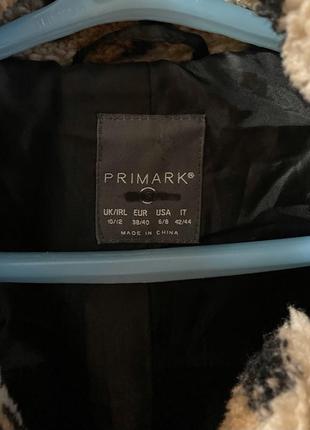 PRIMARK®
S
UK/IRL EUR USA IT
10/12 38/40 6/8 42/44
MADE IN CHINA